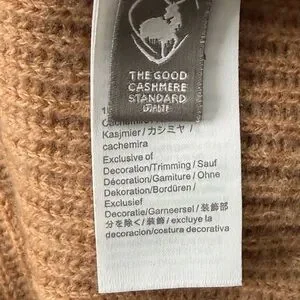 THE GOOD
CASHMERE
STANDARD
Kasjmier/カシミヤ/
cachemira
Exclusive of
Decoration/Trimming/Sauf
Décoration/Garniture/Ohne
Dekoration/Bordüren/
Exclusief
Decoratie/Garneersel/装飾部
分を除く/装飾/excluye la
decoracion/costura decorativa